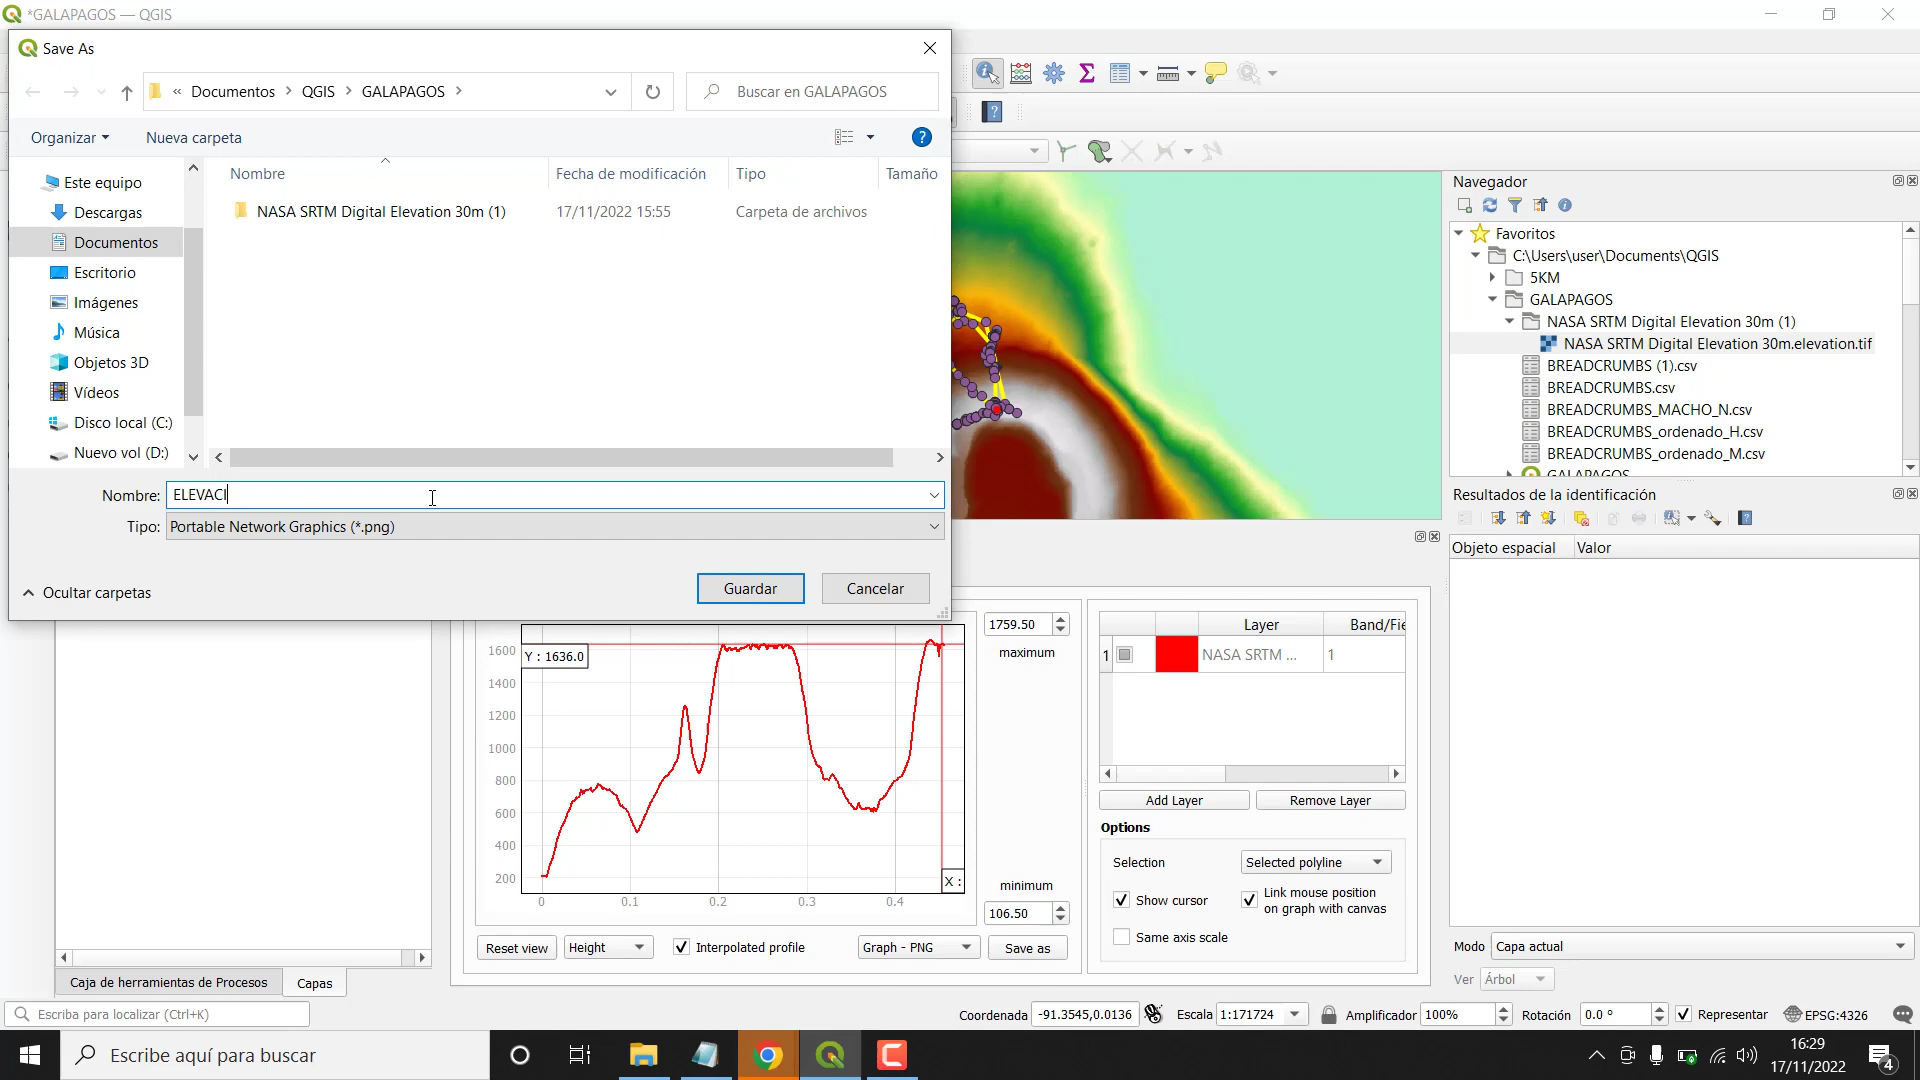 *GALAPAGOS — QGIS
Save As
« Documentos > QGIS > GALAPAGOS >
Buscar en GALAPAGOS
Organizar
Nueva carpeta
Nombre
Fecha de modificación
Tipo
Tamaño
NASA SRTM Digital Elevation 30m (1)
17/11/2022 15:55
Carpeta de archivos
Este equipo
Descargas
Documentos
Escritorio
Imágenes
Música
Objetos 3D
Vídeos
Disco local (C:)
Nuevo vol (D:)
Nombre:
ELEVACI
Tipo:
Portable Network Graphics (*.png)
Ocultar carpetas
Guardar
Cancelar
Navegador
Favoritos
C:\Users\user\Documents\QGIS
5KM
GALAPAGOS
NASA SRTM Digital Elevation 30m (1)
NASA SRTM Digital Elevation 30m.elevation.tif
BREADCRUMBS (1).csv
BREADCRUMBS.csv
BREADCRUMBS_MACHO_N.csv
BREADCRUMBS_ordenado_H.csv
BREADCRUMBS_ordenado_M.csv
GALAPAGOS
Resultados de la identificación
Objeto espacial
Valor
Modo
Capa actual
Ver
Árbol
1600
1400
1200
1000
800
600
400
200
Y : 1636.0
X :
0
0.1
0.2
0.3
0.4
1759.50
maximum
minimum
106.50
Layer
Band/Fie
1
NASA SRTM ...
1
Add Layer
Remove Layer
Options
Selection
Selected polyline
Show cursor
Link mouse position
on graph with canvas
Same axis scale
Reset view
Height
Interpolated profile
Graph - PNG
Save as
Caja de herramientas de Procesos
Capas
Escriba para localizar (Ctrl+K)
Coordenada
-91.3545,0.0136
Escala
1:171724
Amplificador
100%
Rotación
0.0 °
Representar
EPSG:4326
Escribe aquí para buscar
16:29
17/11/2022
4